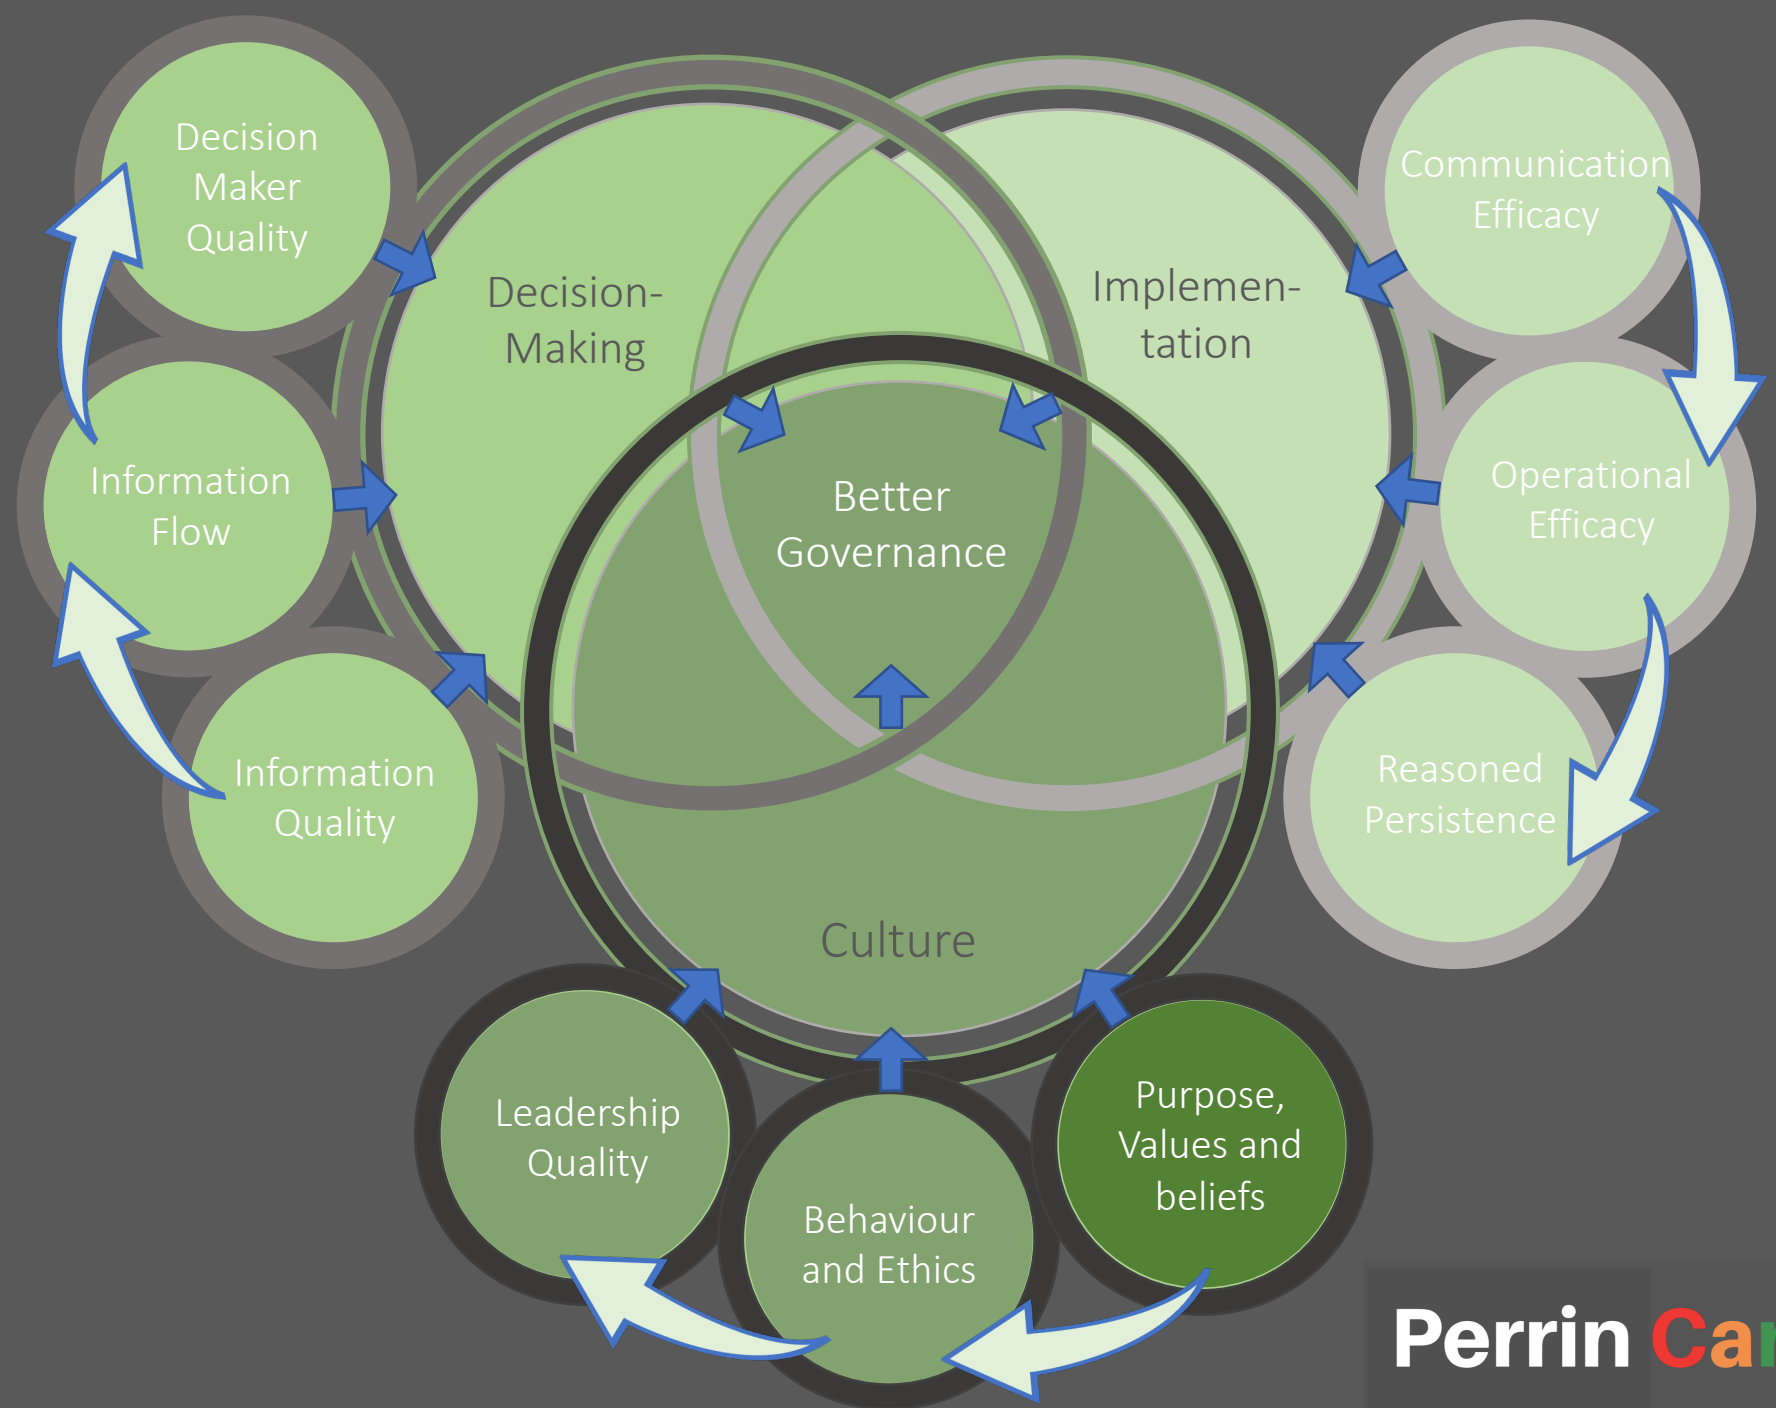 Decision
Maker
Quality
Information
Flow
Information
Quality
Decision-
Making
Implemen-
tation
Communication
Efficacy
Operational
Efficacy
Reasoned
Persistence
Better
Governance
Culture
Leadership
Quality
Behaviour
and Ethics
Purpose,
Values and
beliefs
Perrin